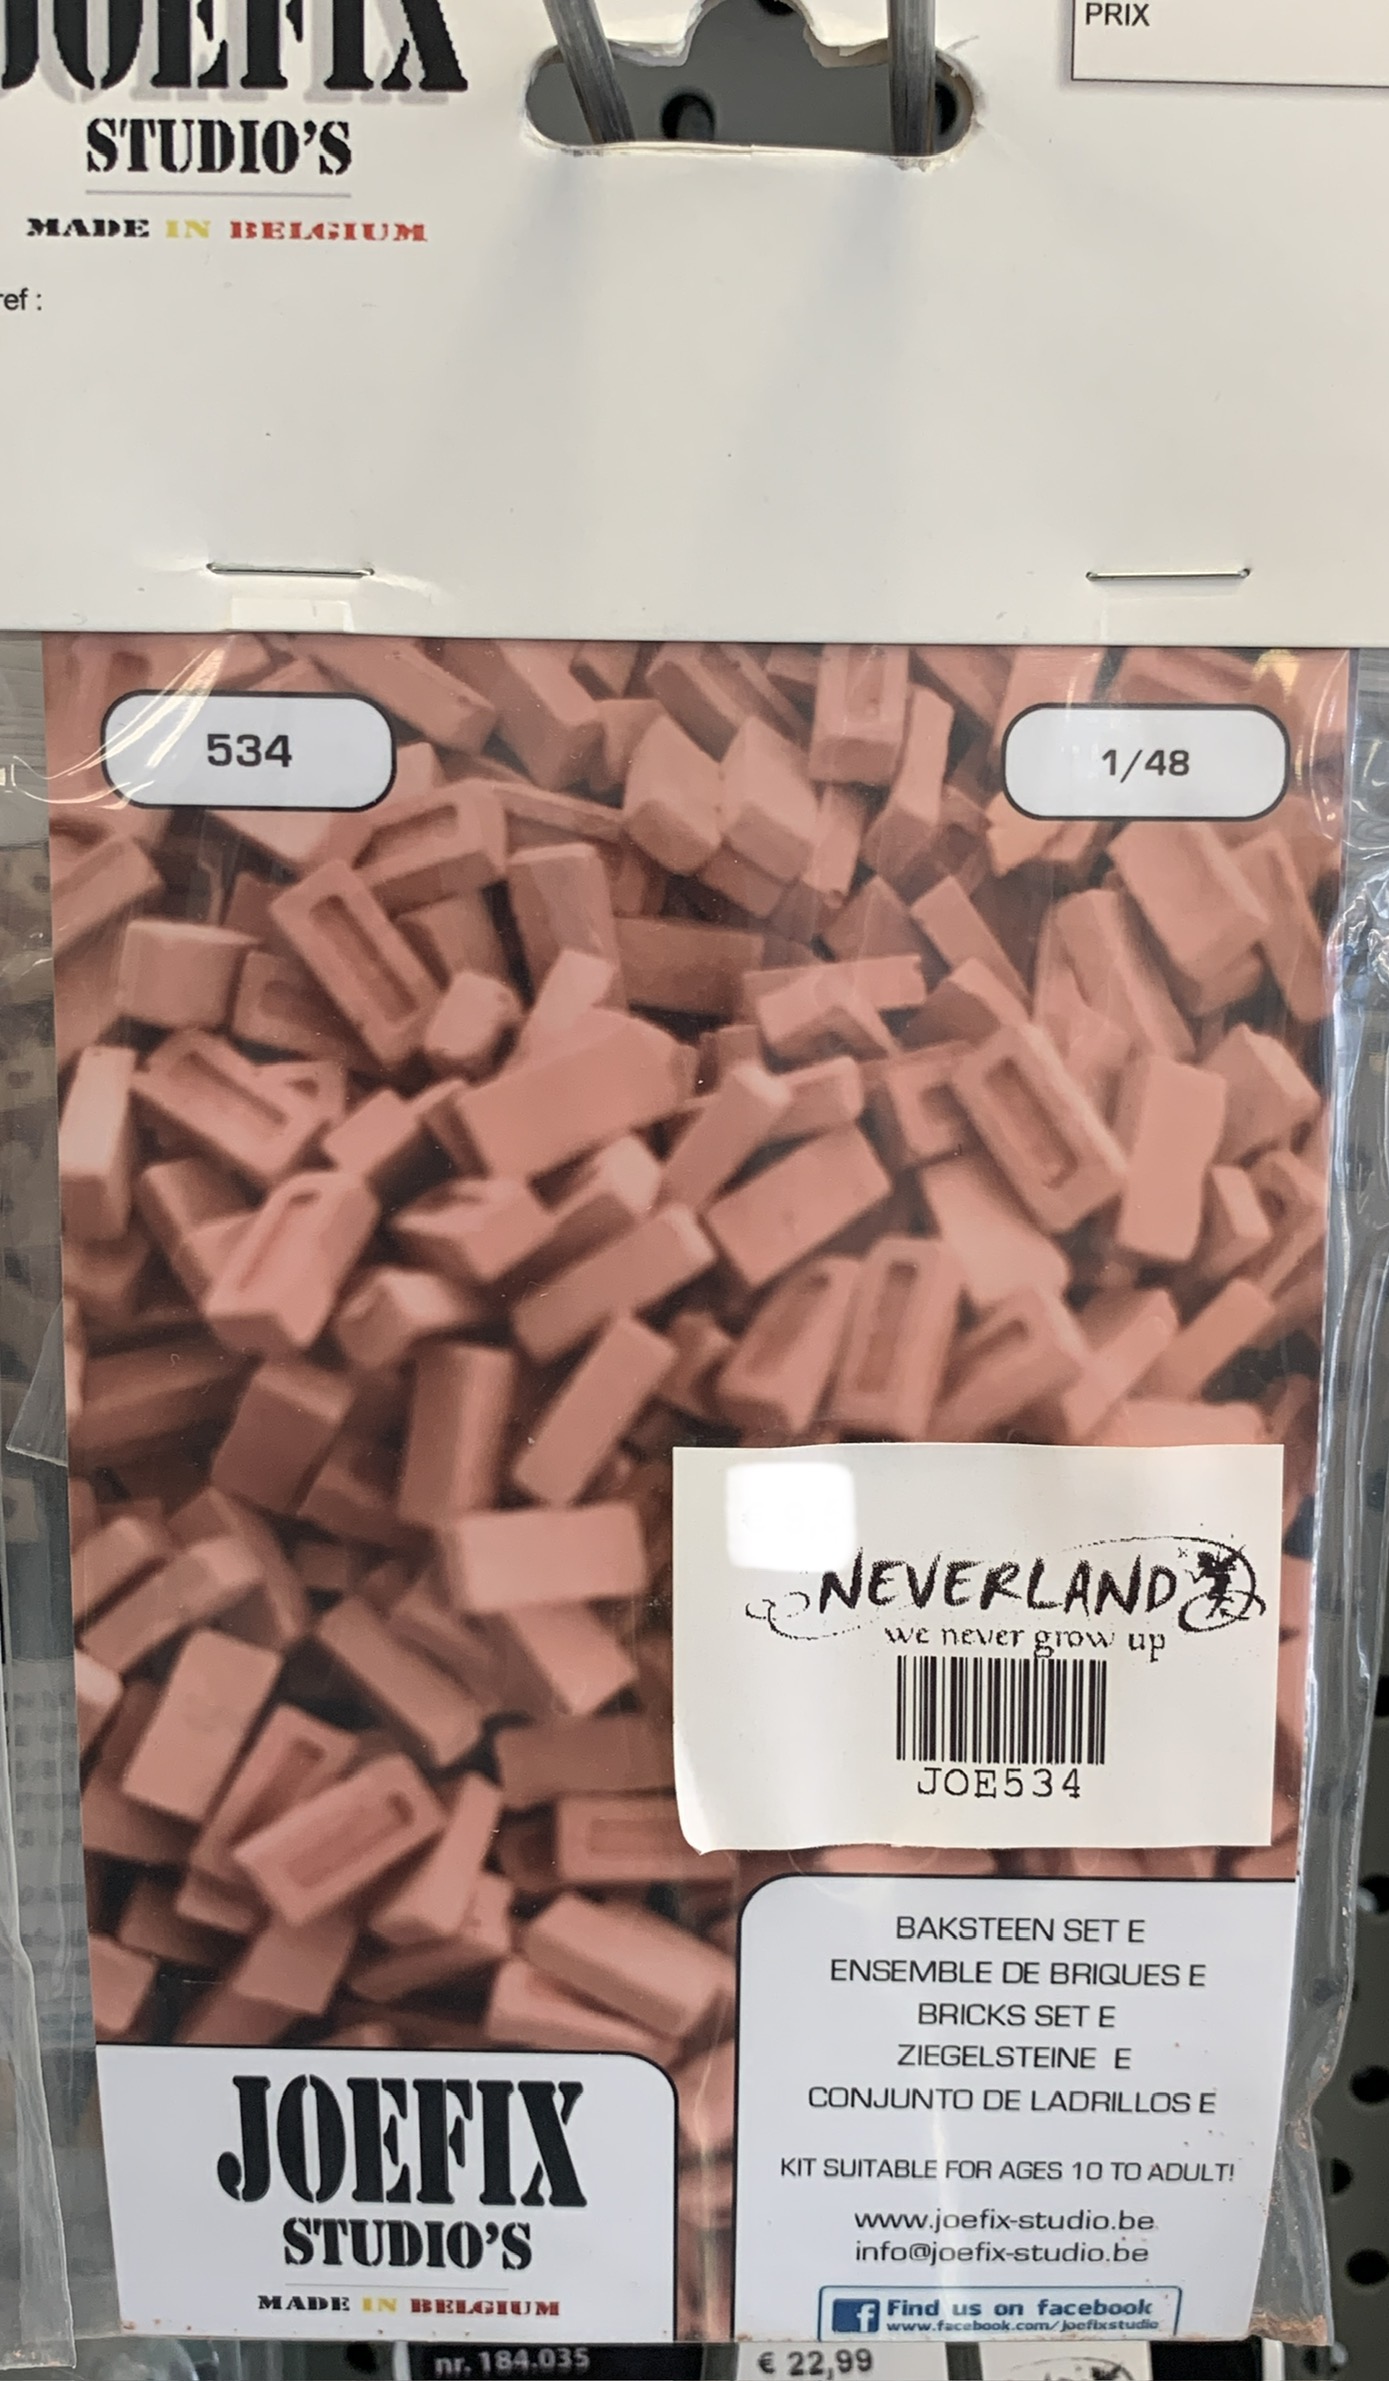 JOEFIX
PRIX
STUDIO'S
MADE IN BELGIUM
ref :
534
1/48
NEVERLAND
we never grow up
JOE534
BAKSTEEN SET E
ENSEMBLE DE BRIQUES E
BRICKS SET E
ZIEGELSTEINE E
CONJUNTO DE LADRILLOS E
KIT SUITABLE FOR AGES 10 TO ADULT!
www.joefix-studio.be
info@joefix-studio.be
Find us on facebook
www.facebook.com/joefixstudio
JOEFIX
STUDIO'S
MADE IN BELGIUM
nr. 184.035
€ 22,99